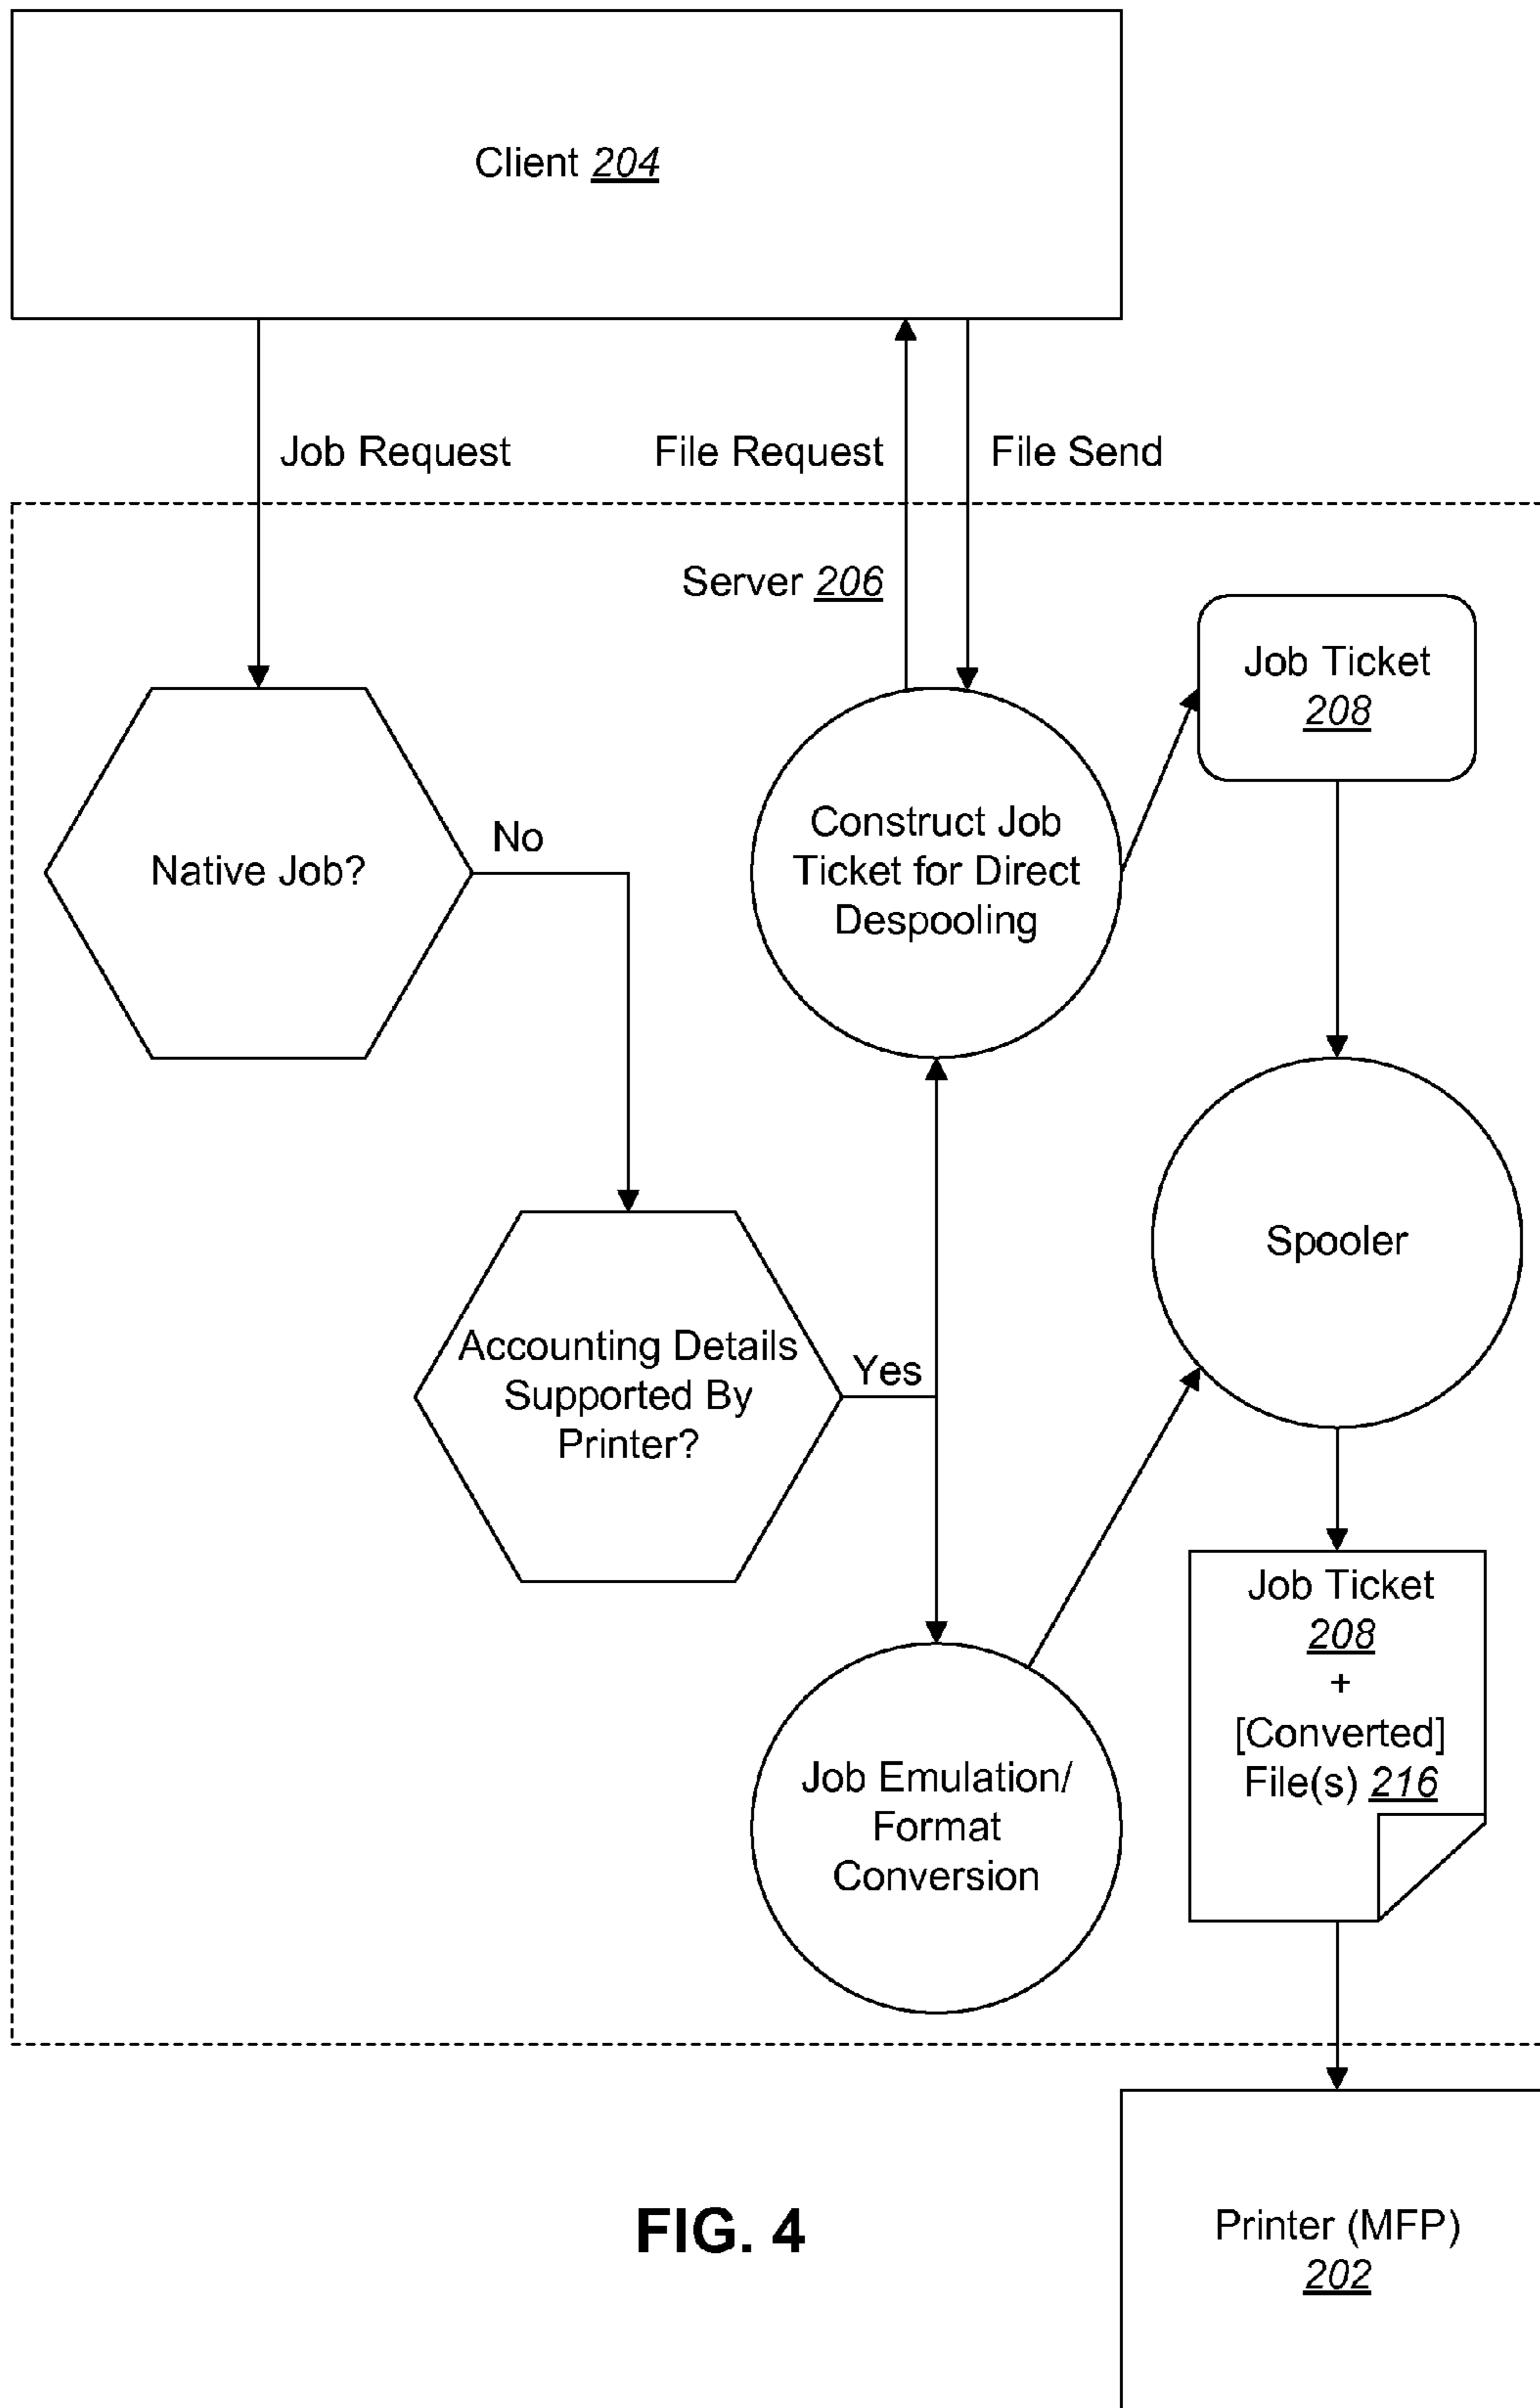 Client 204
Job Request
File Request
File Send
Server 206
Job Ticket
208
Native Job?
No
Construct Job
Ticket for Direct
Despooling
Spooler
Accounting Details
Supported By
Printer?
Yes
Job Ticket
208
+
[Converted]
File(s) 216
Job Emulation/
Format
Conversion
FIG. 4
Printer (MFP)
202